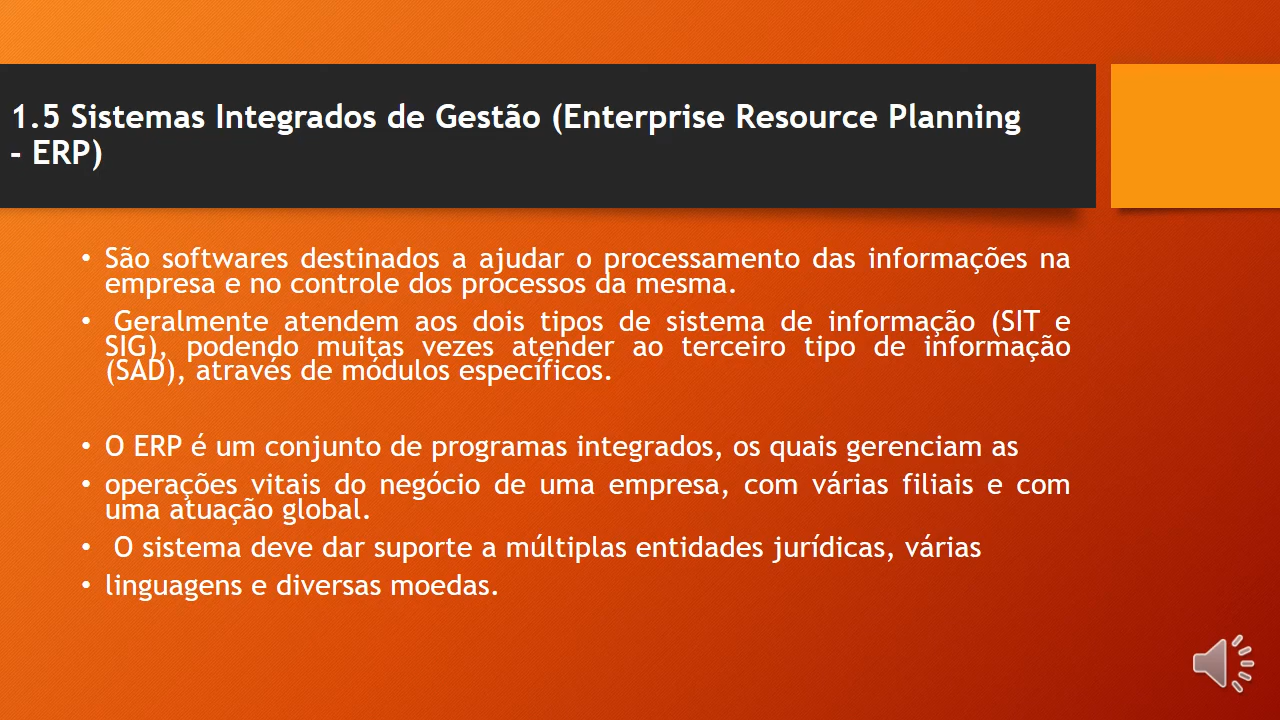 1.5 Sistemas Integrados de Gestão (Enterprise Resource Planning
- ERP)
• São softwares destinados a ajudar o processamento das informações na
empresa e no controle dos processos da mesma.
• Geralmente atendem aos dois tipos de sistema de informação (SIT e
SIG), podendo muitas vezes atender ao terceiro tipo de informação
(SAD), através de módulos específicos.
• O ERP é um conjunto de programas integrados, os quais gerenciam as
• operações vitais do negócio de uma empresa, com várias filiais e com
uma atuação global.
• O sistema deve dar suporte a múltiplas entidades jurídicas, várias
• linguagens e diversas moedas.